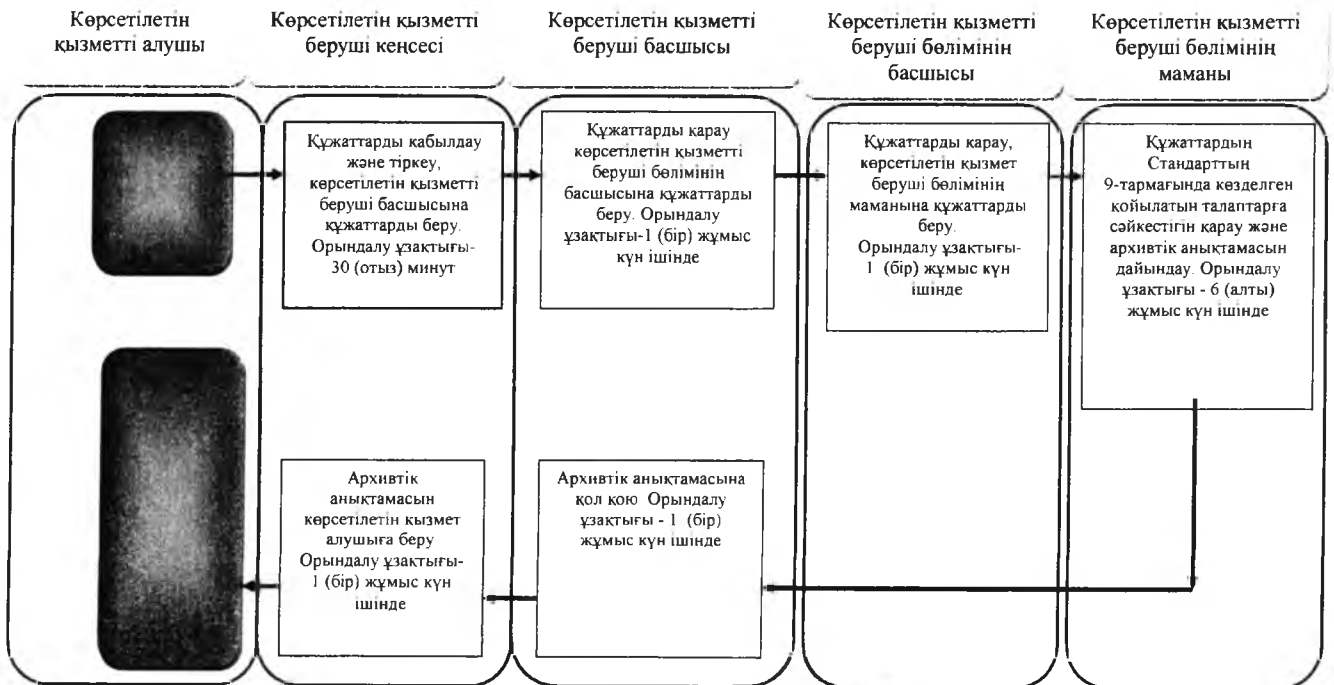 Көрсетілетін
қызметті алушы
Көрсетілетін қызметті
беруші кеңсесі
Көрсетілетін қызметті
беруші басшысы
Көрсетілетін қызметті
беруші бөлімінің
басшысы
Көрсетілетін қызметті
беруші бөлімінің
маманы
Құжаттарды қабылдау
және тіркеу,
көрсетілетін қызметті
беруші басшысына
құжаттарды беру.
Орындалу ұзақтығы-
30 (отыз) минут
Құжаттарды қарау
көрсетілетін қызметті
беруші бөлімінің
басшысына құжаттарды
беру. Орындалу
ұзақтығы-1 (бір) жұмыс
күн ішінде
Құжаттарды қарау,
көрсетілетін қызмет
беруші бөлімінің
маманына құжаттарды
беру.
Орындалу ұзақтығы-
1 (бір) жұмыс күн
ішінде
Құжаттардын
Стандарттың
9-тармағында көзделген
қойылатын талаптарға
сәйкестігін қарау және
архивтік анықтамасын
дайындау. Орындалу
ұзақтығы - 6 (алты)
жұмыс күн ішінде
Архивтік
анықтамасын
көрсетілетін қызмет
алушыға беру
Орындалу ұзақтығы-
1 (бір) жұмыс күн
ішінде
Архивтік анықтамасына
қол қою Орындалу
ұзақтығы - 1 (бір)
жұмыс күн ішінде